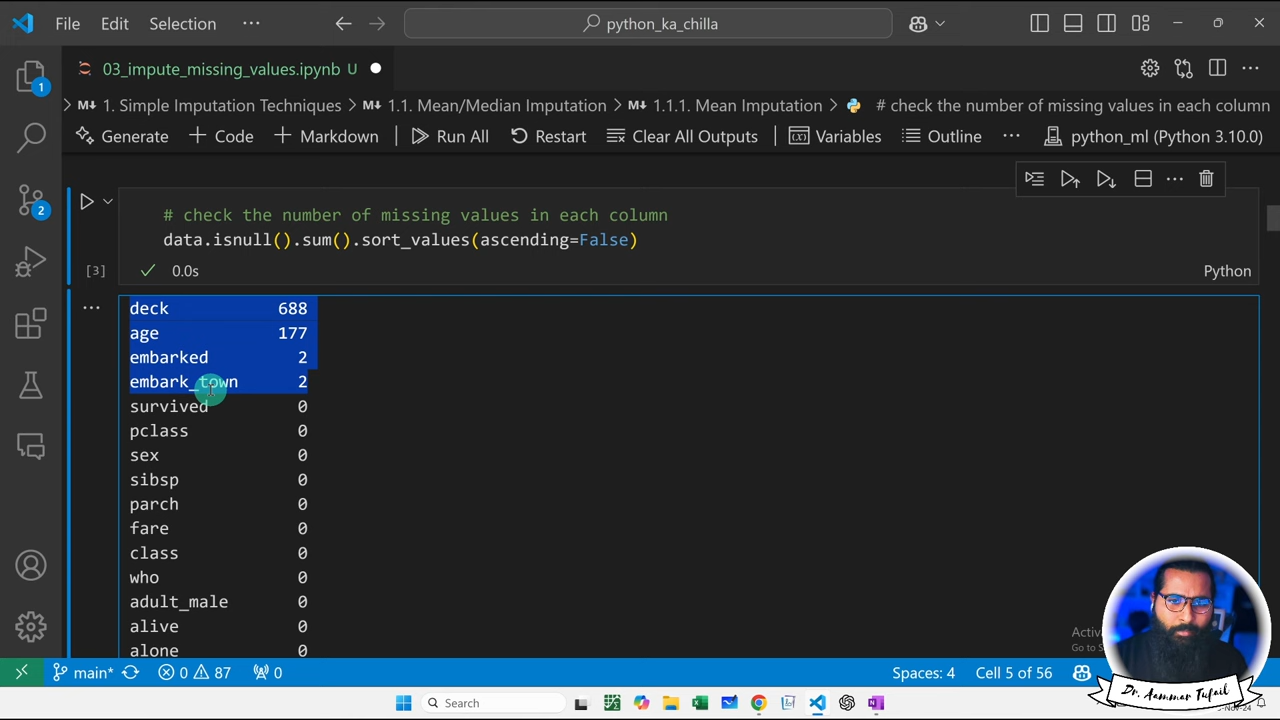 File Edit Selection ··· python_ka_chilla
03_impute_missing_values.ipynb U
1. Simple Imputation Techniques > M↓ 1.1. Mean/Median Imputation > M↓ 1.1.1. Mean Imputation > # check the number of missing values in each column
Generate + Code + Markdown Run All Restart Clear All Outputs Variables Outline ··· python_ml (Python 3.10.0)
# check the number of missing values in each column
data.isnull().sum().sort_values(ascending=False)
[3] 0.0s Python
deck 688
age 177
embarked 2
embark_town 2
survived 0
pclass 0
sex 0
sibsp 0
parch 0
fare 0
class 0
who 0
adult_male 0
alive 0
alone 0
1
2
Dr. Aammar Tufail
main* 0 87 0 Spaces: 4 Cell 5 of 56
Search